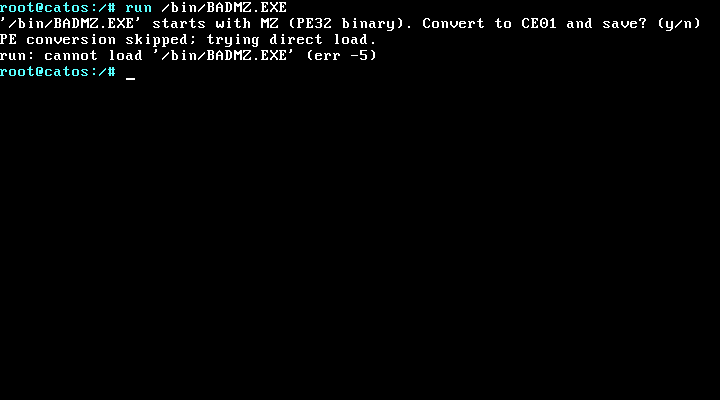 root@catos:/# run /bin/BADMZ.EXE
'/bin/BADMZ.EXE' starts with MZ (PE32 binary). Convert to CE01 and save? (y/n)
PE conversion skipped; trying direct load.
run: cannot load '/bin/BADMZ.EXE' (err -5)
root@catos:/# _